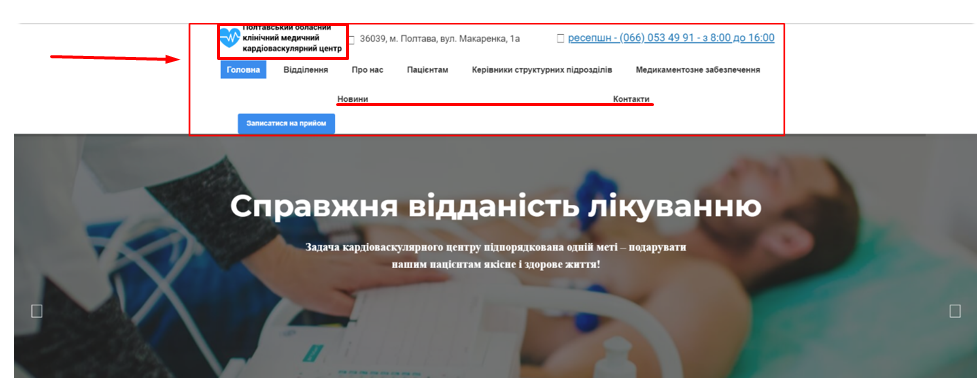 Полтавський обласний
клінічний медичний
кардіоваскулярний центр
36039, м. Полтава, вул. Макаренка, 1а
ресепшн - (066) 053 49 91 - з 8:00 до 16:00
Головна Відділення Про нас Пацієнтам Керівники структурних підрозділів Медикаментозне забезпечення
Новини Контакти
Записатися на прийом
Справжня відданість лікуванню
Задача кардіоваскулярного центру підпорядкована одній меті – подарувати
нашим пацієнтам якісне і здорове життя!